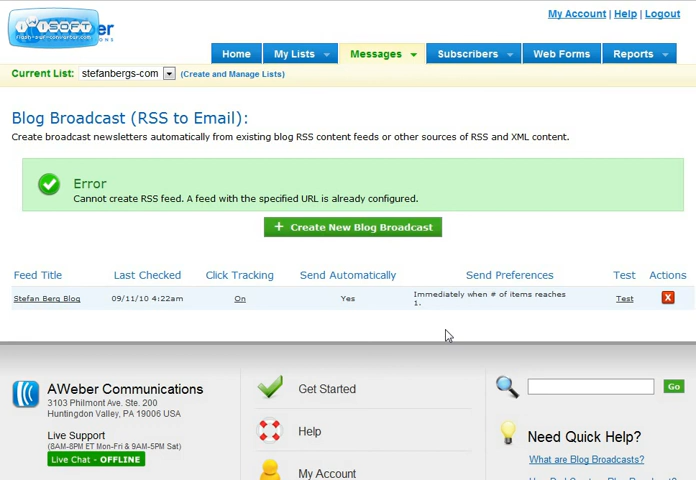 My Account | Help | Logout
iWiSOFT
flash-swf-converter.com
ber
Home My Lists Messages Subscribers Web Forms Reports
Current List: stefanbergs-com (Create and Manage Lists)
Blog Broadcast (RSS to Email):
Create broadcast newsletters automatically from existing blog RSS content feeds or other sources of RSS and XML content.
Error
Cannot create RSS feed. A feed with the specified URL is already configured.
+ Create New Blog Broadcast
Feed Title Last Checked Click Tracking Send Automatically Send Preferences Test Actions
Stefan Berg Blog 09/11/10 4:22am On Yes Immediately when # of items reaches 1. Test X
AWeber Communications
3103 Philmont Ave. Ste. 200
Huntingdon Valley, PA 19006 USA
Live Support
(8AM-8PM ET Mon-Fri & 9AM-5PM Sat)
Live Chat - OFFLINE
Get Started
Help
My Account
Go
Need Quick Help?
What are Blog Broadcasts?